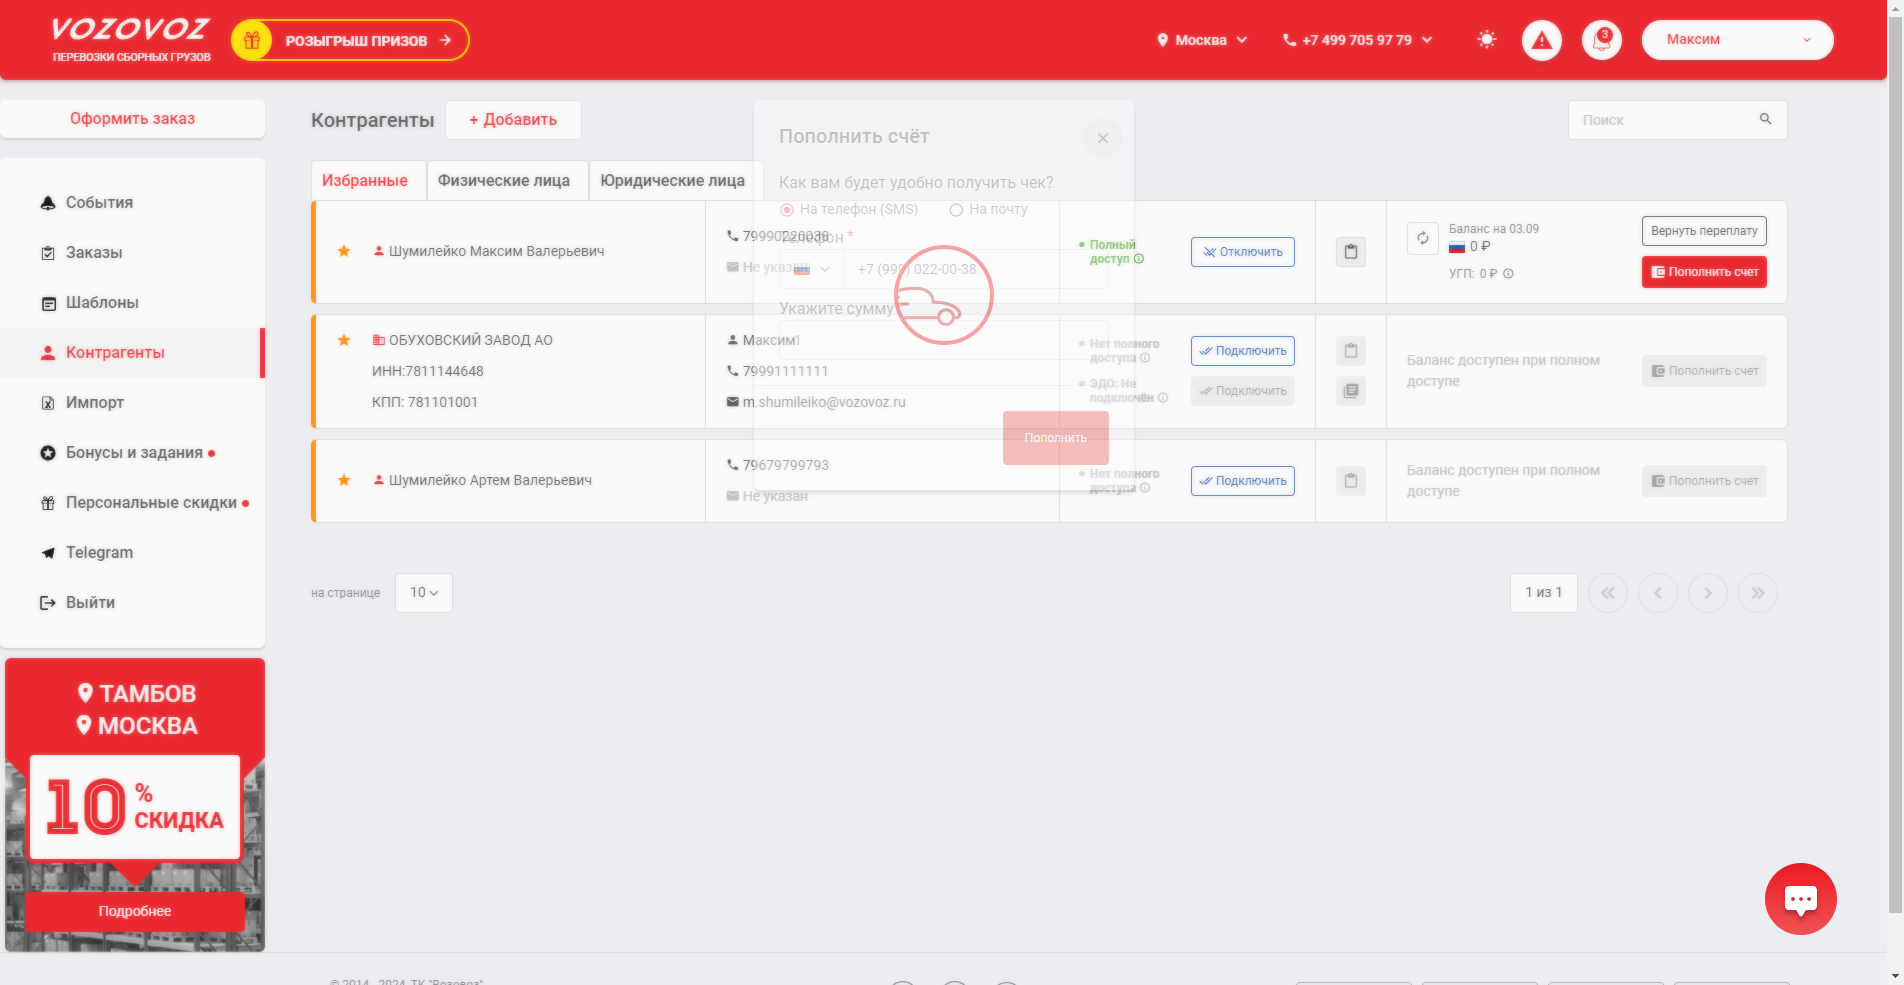 VOZOVOZ
ПЕРЕВОЗКИ СБОРНЫХ ГРУЗОВ
РОЗЫГРЫШ ПРИЗОВ
Москва
+7 499 705 97 79
3
Максим
Оформить заказ
События
Заказы
Шаблоны
Контрагенты
Импорт
Бонусы и задания
Персональные скидки
Telegram
Выйти
ТАМБОВ
МОСКВА
10 %
СКИДКА
Подробнее
Контрагенты
+ Добавить
Поиск
Избранные
Физические лица
Юридические лица
Шумилейко Максим Валерьевич
79990220038
Не указан
Полный
доступ
Отключить
Баланс на 03.09
0 ₽
УГП: 0 ₽
Вернуть переплату
Пополнить счет
ОБУХОВСКИЙ ЗАВОД АО
ИНН:7811144648
КПП: 781101001
Максим
79991111111
m.shumileiko@vozovoz.ru
Нет полного
доступа
ЭДО: Не
подключён
Подключить
Подключить
Баланс доступен при полном
доступе
Пополнить счет
Шумилейко Артем Валерьевич
79679799793
Не указан
Нет полного
доступа
Подключить
Баланс доступен при полном
доступе
Пополнить счет
Пополнить счёт
Как вам будет удобно получить чек?
На телефон (SMS)
На почту
Телефон *
+7 (999) 022-00-38
Укажите сумму
1
Пополнить
на странице
10
1 из 1
© 2014 - 2024, ТК "Возовоз"